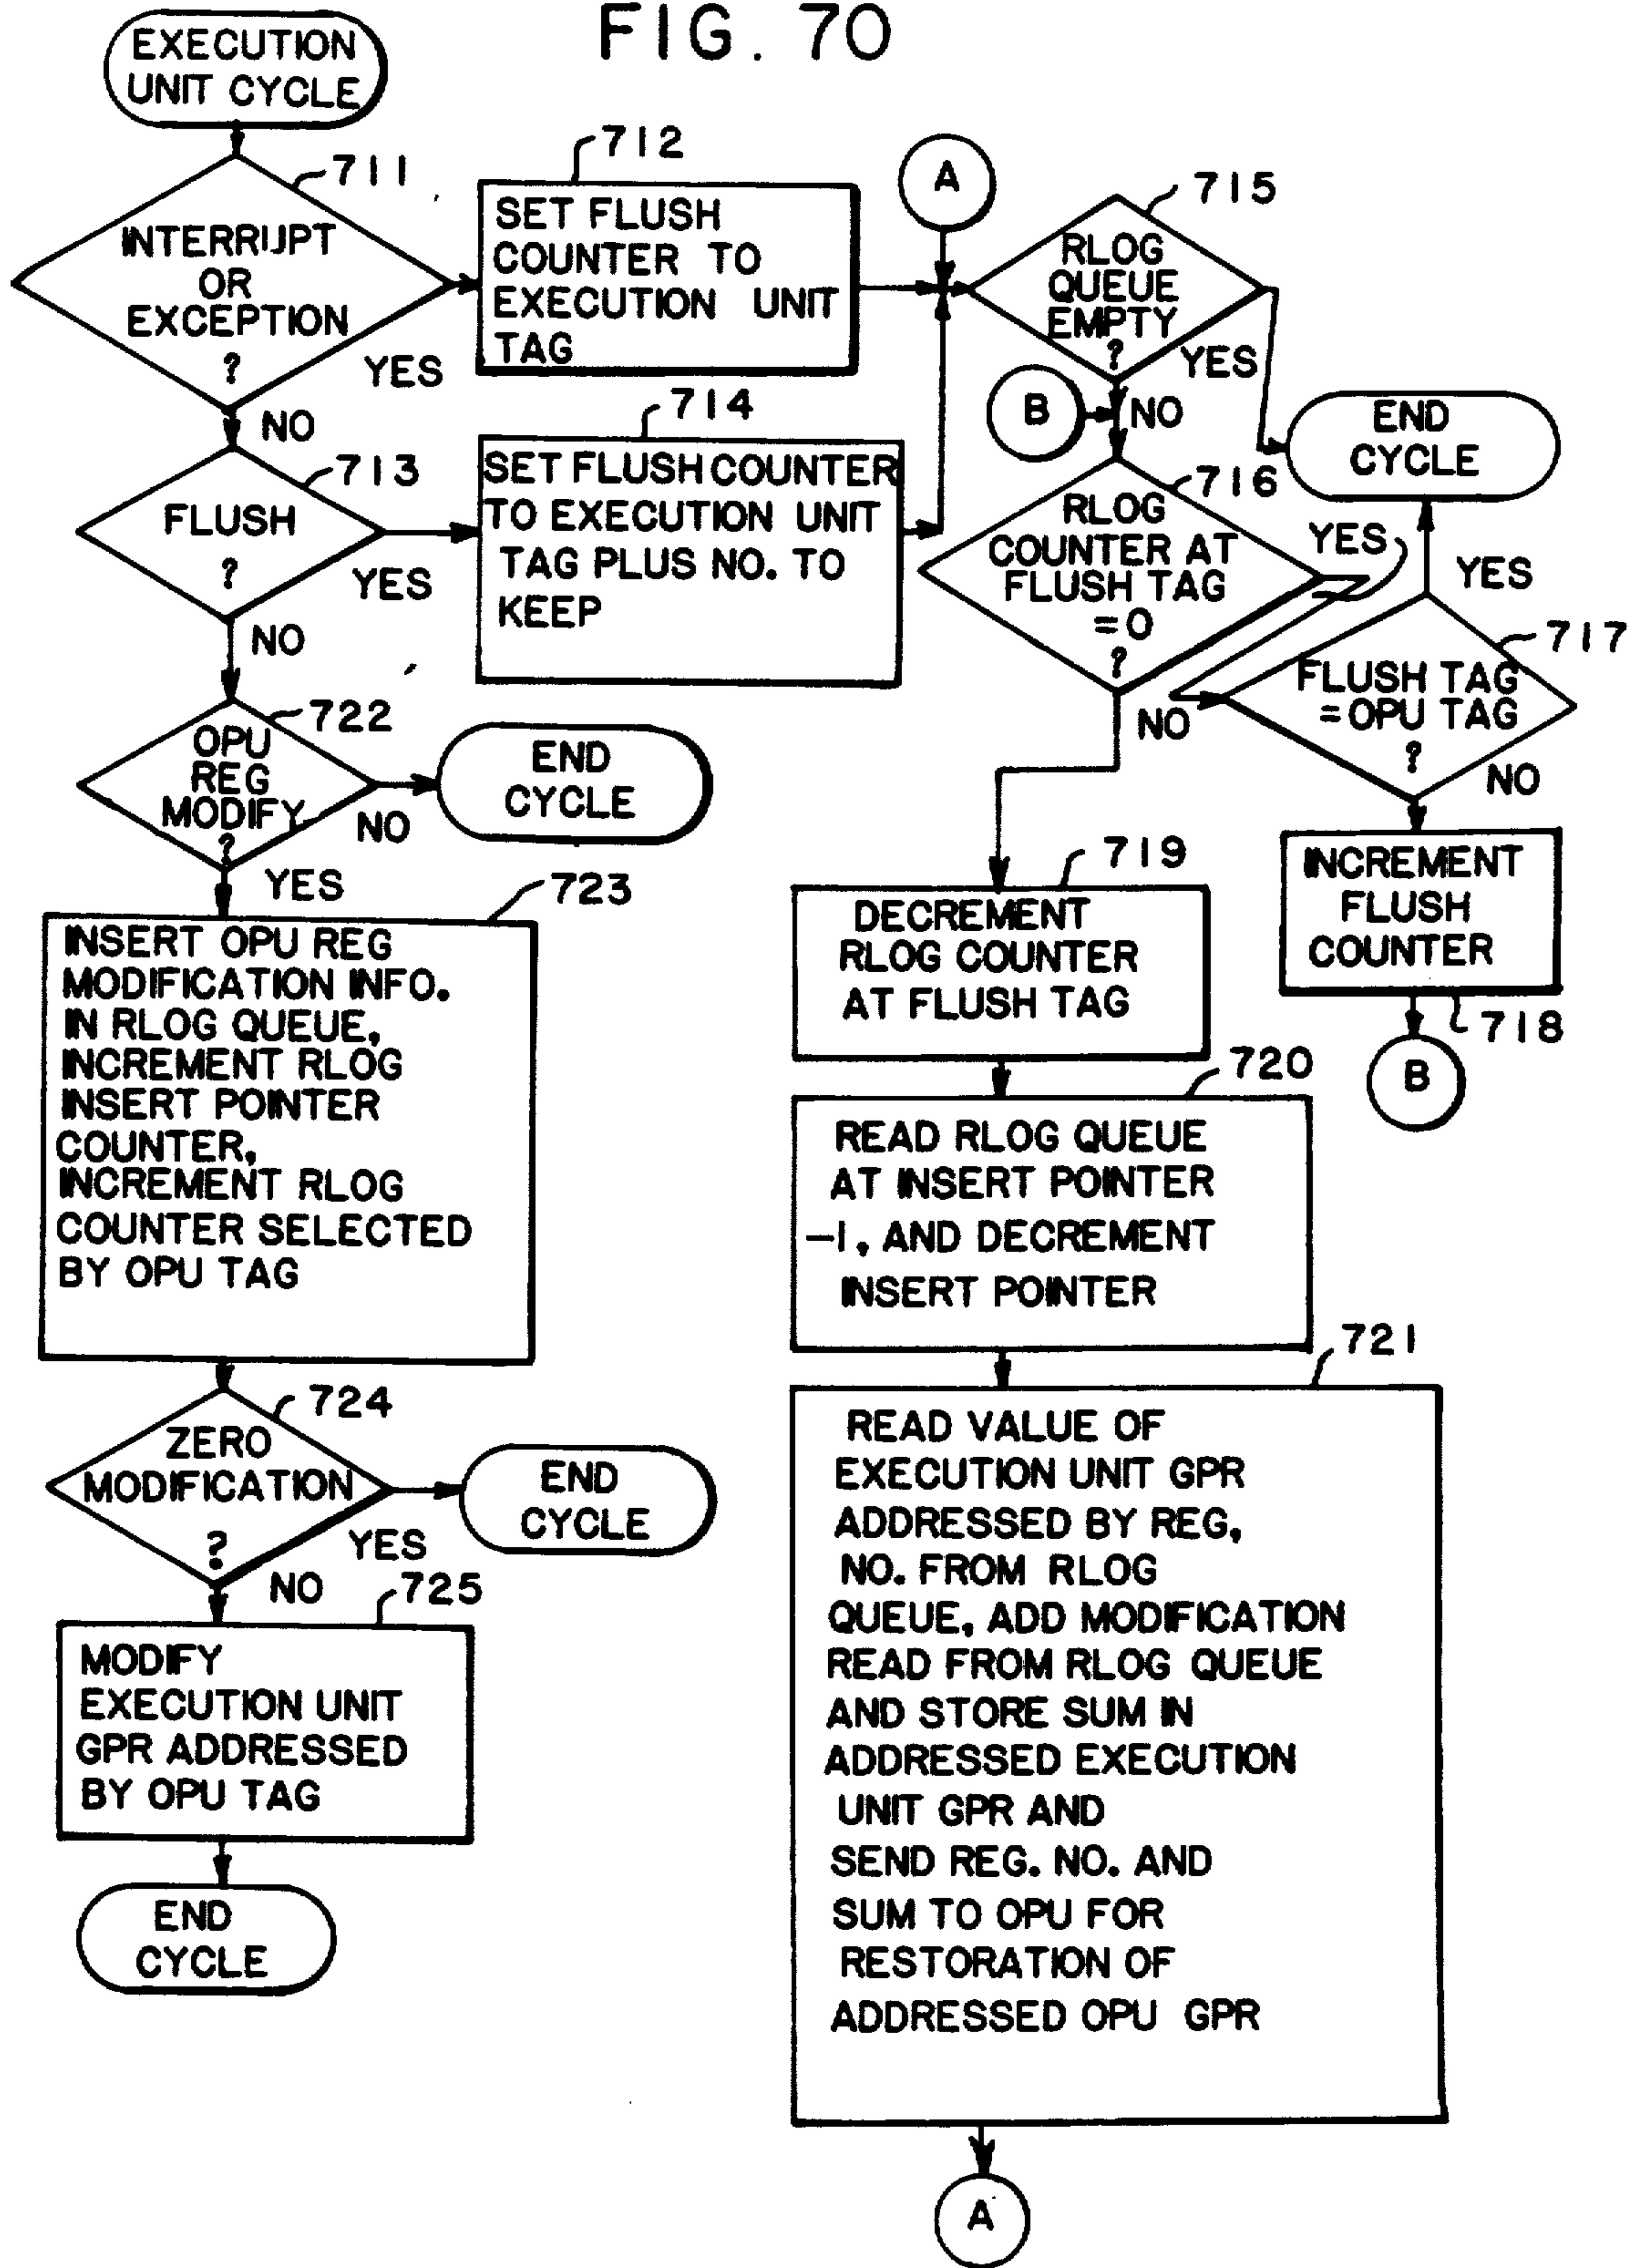 FIG. 70
EXECUTION
UNIT CYCLE
711
INTERRUPT
OR
EXCEPTION
?
YES
NO
712
SET FLUSH
COUNTER TO
EXECUTION UNIT
TAG
713
FLUSH
?
YES
NO
714
SET FLUSH COUNTER
TO EXECUTION UNIT
TAG PLUS NO. TO
KEEP
722
OPU
REG
MODIFY
?
NO
END
CYCLE
YES
723
INSERT OPU REG
MODIFICATION INFO.
IN RLOG QUEUE,
INCREMENT RLOG
INSERT POINTER
COUNTER,
INCREMENT RLOG
COUNTER SELECTED
BY OPU TAG
724
ZERO
MODIFICATION
?
YES
END
CYCLE
NO
725
MODIFY
EXECUTION UNIT
GPR ADDRESSED
BY OPU TAG
END
CYCLE
A
715
RLOG
QUEUE
EMPTY
?
YES
B
NO
END
CYCLE
716
RLOG
COUNTER AT
FLUSH TAG
=0
?
YES
NO
YES
717
FLUSH TAG
=OPU TAG
?
NO
INCREMENT
FLUSH
COUNTER
718
B
719
DECREMENT
RLOG COUNTER
AT FLUSH TAG
720
READ RLOG QUEUE
AT INSERT POINTER
-1, AND DECREMENT
INSERT POINTER
721
READ VALUE OF
EXECUTION UNIT GPR
ADDRESSED BY REG,
NO. FROM RLOG
QUEUE, ADD MODIFICATION
READ FROM RLOG QUEUE
AND STORE SUM IN
ADDRESSED EXECUTION
UNIT GPR AND
SEND REG. NO. AND
SUM TO OPU FOR
RESTORATION OF
ADDRESSED OPU GPR
A